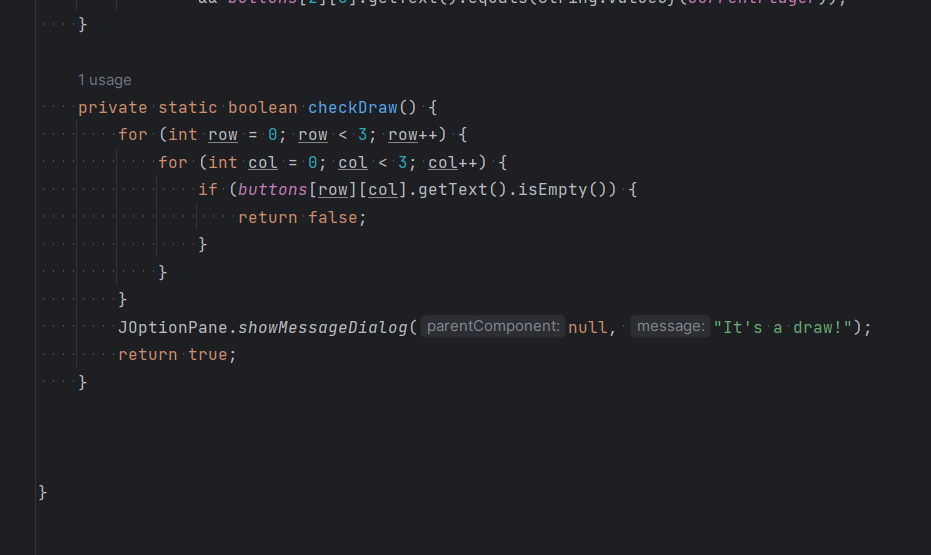 && buttons[2][0].getText().equals(String.valueOf(currentPlayer));
}
1 usage
private static boolean checkDraw() {
for (int row = 0; row < 3; row++) {
for (int col = 0; col < 3; col++) {
if (buttons[row][col].getText().isEmpty()) {
return false;
}
}
}
JOptionPane.showMessageDialog( parentComponent: null, message: "It's a draw!");
return true;
}
}